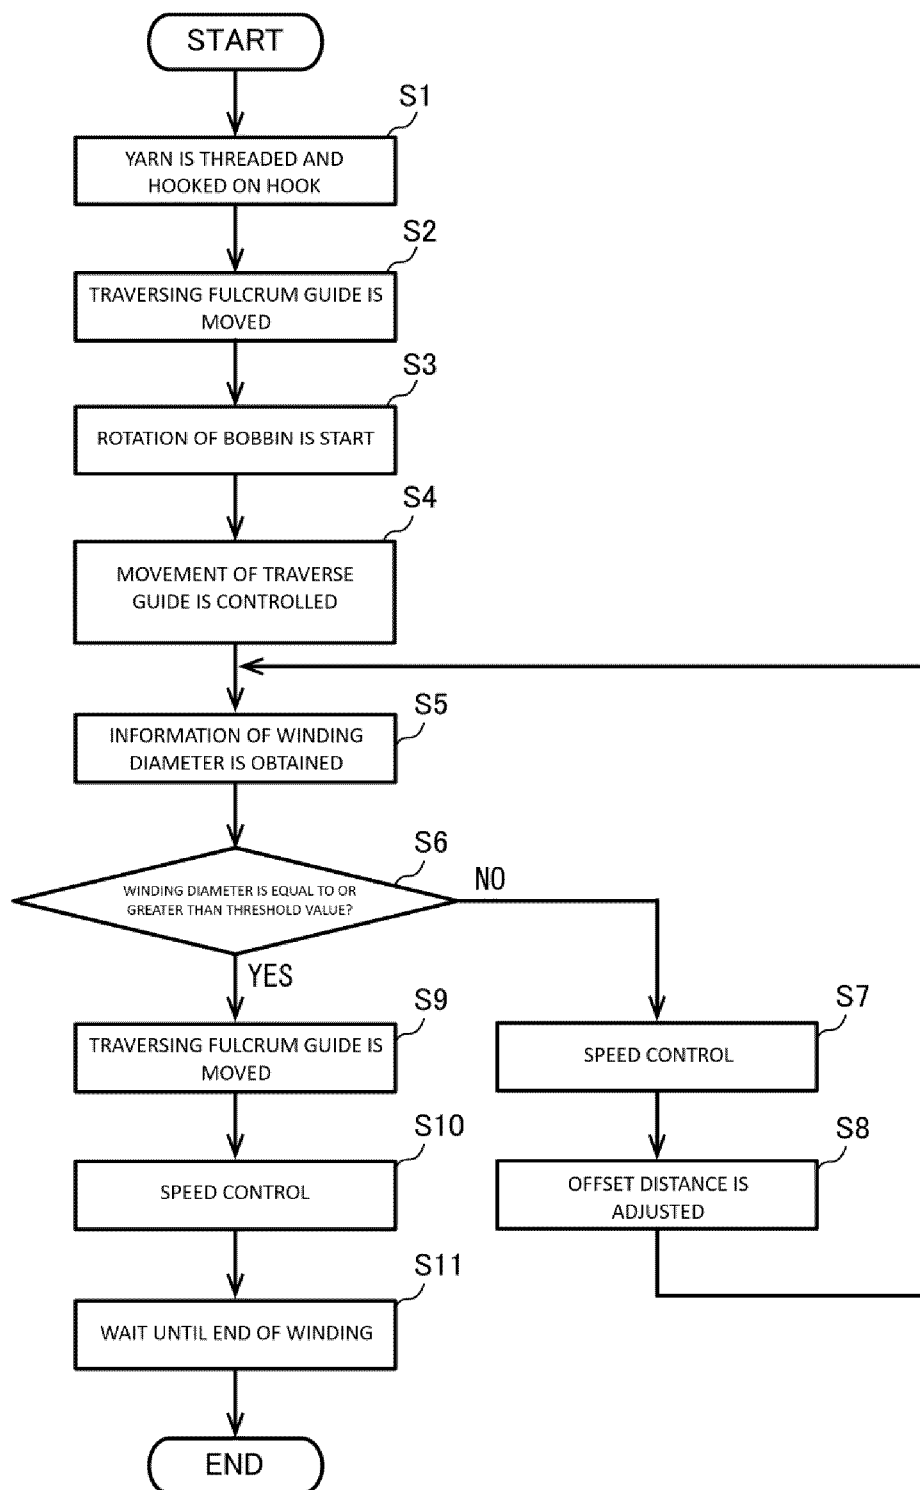 START
S1
YARN IS THREADED AND
HOOKED ON HOOK
S2
TRAVERSING FULCRUM GUIDE IS
MOVED
S3
ROTATION OF BOBBIN IS START
S4
MOVEMENT OF TRAVERSE
GUIDE IS CONTROLLED
S5
INFORMATION OF WINDING
DIAMETER IS OBTAINED
S6
WINDING DIAMETER IS EQUAL TO OR
GREATER THAN THRESHOLD VALUE?
NO
YES
S7
SPEED CONTROL
S8
OFFSET DISTANCE IS
ADJUSTED
S9
TRAVERSING FULCRUM GUIDE IS
MOVED
S10
SPEED CONTROL
S11
WAIT UNTIL END OF WINDING
END